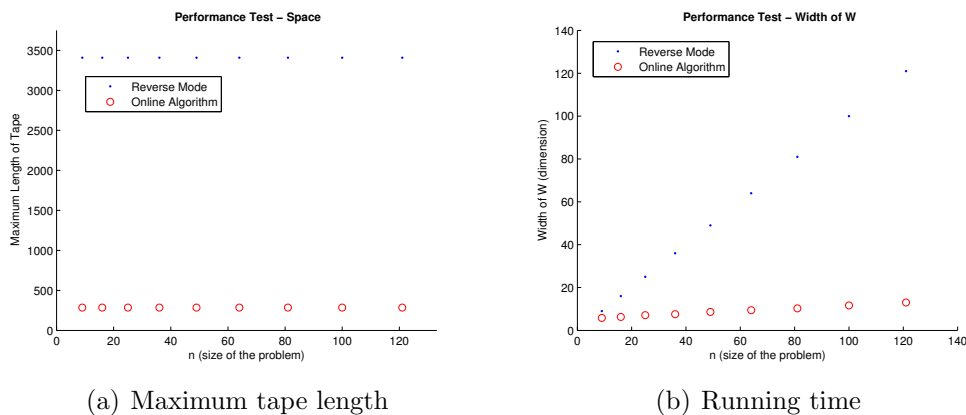 Performance Test – Space
3500
3000
2500
2000
1500
1000
500
0
Maximum Length of Tape
Reverse Mode
Online Algorithm
0 20 40 60 80 100 120
n (size of the problem)
(a) Maximum tape length
Performance Test – Width of W
140
120
100
80
60
40
20
0
Width of W (dimension)
Reverse Mode
Online Algorithm
0 20 40 60 80 100 120 140
n (size of the problem)
(b) Running time